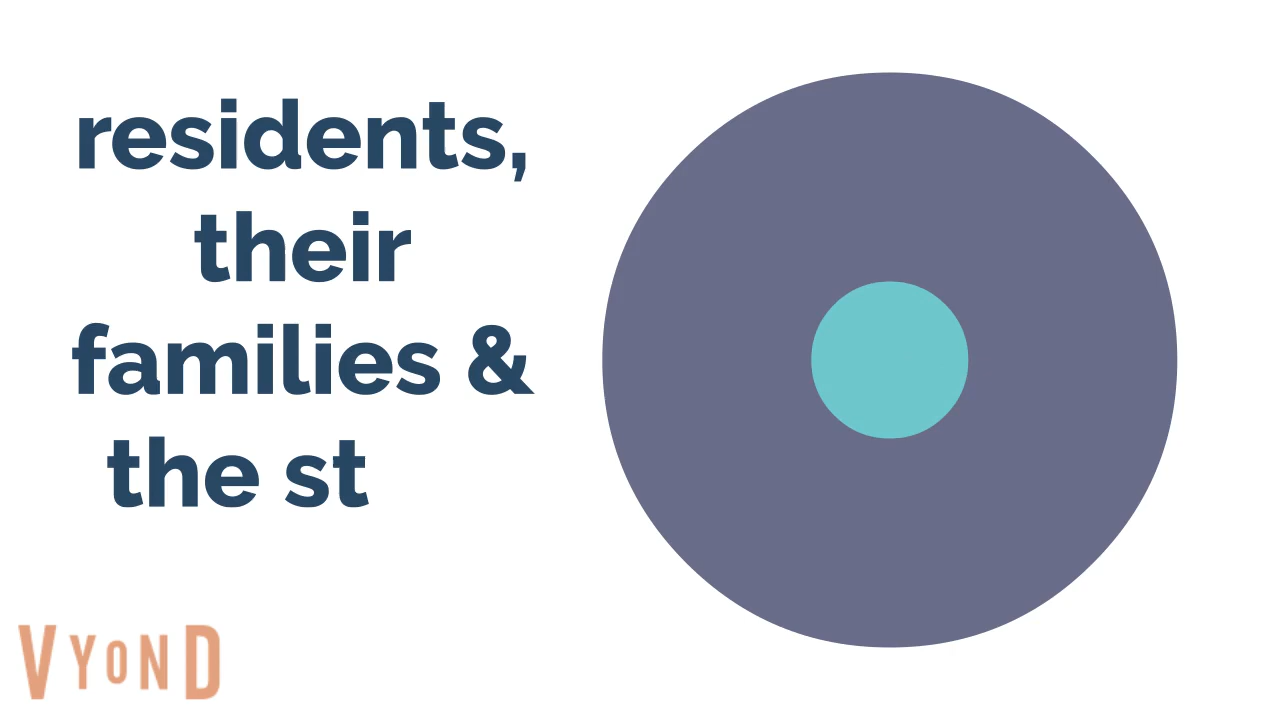 residents,
their
families &
the st
VYOND